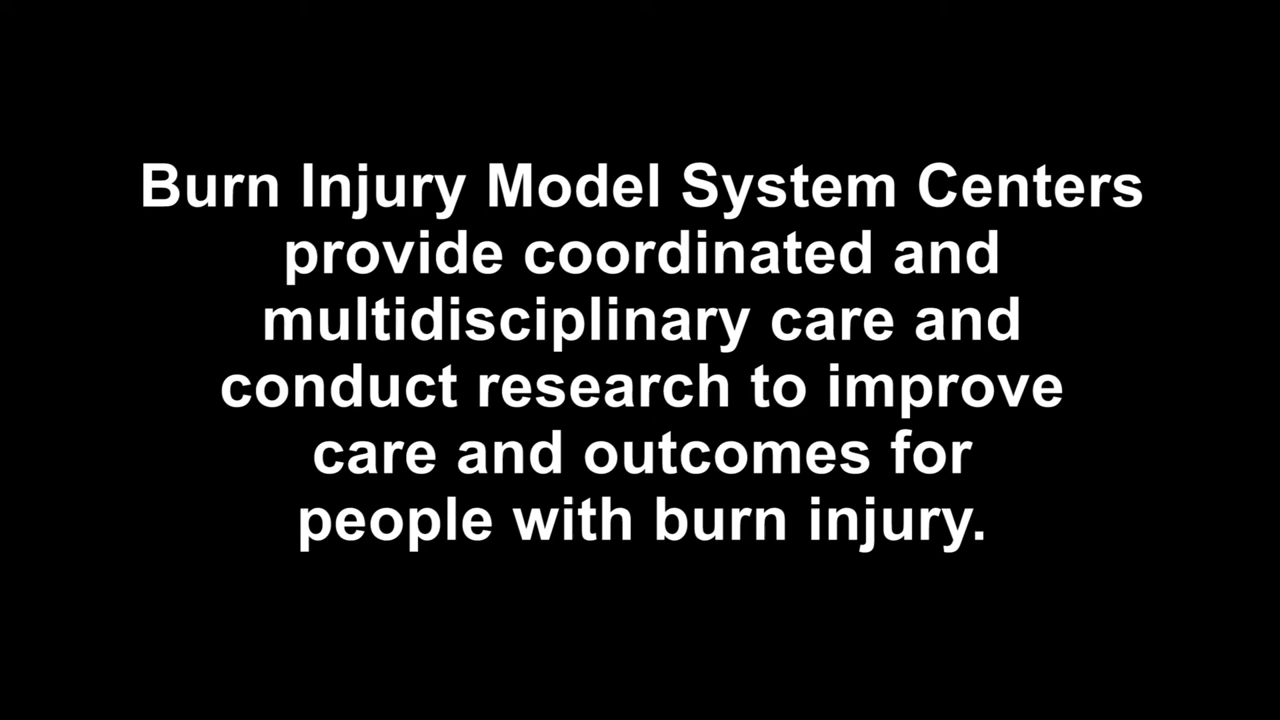 Burn Injury Model System Centers
provide coordinated and
multidisciplinary care and
conduct research to improve
care and outcomes for
people with burn injury.